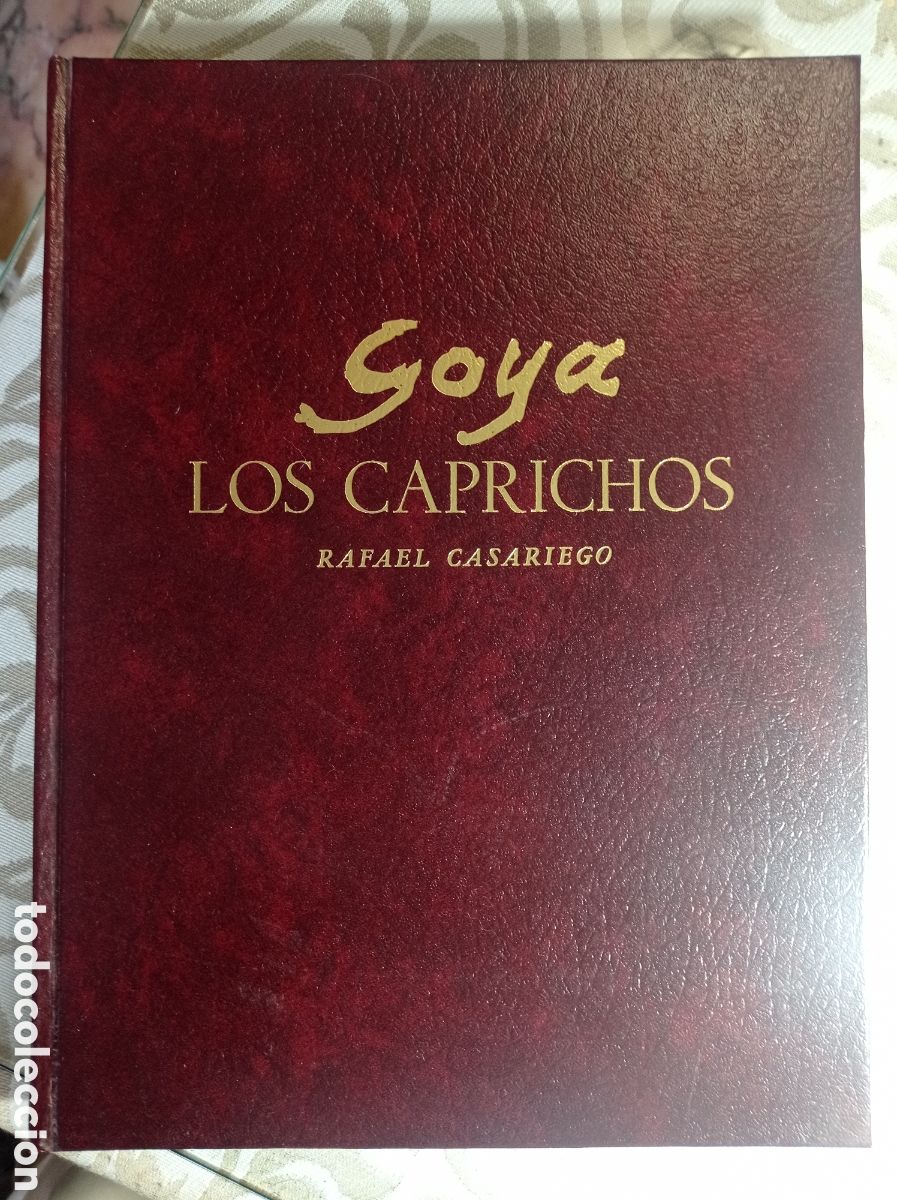 Goya
LOS CAPRICHOS
RAFAEL CASARIEGO
todocoleccion